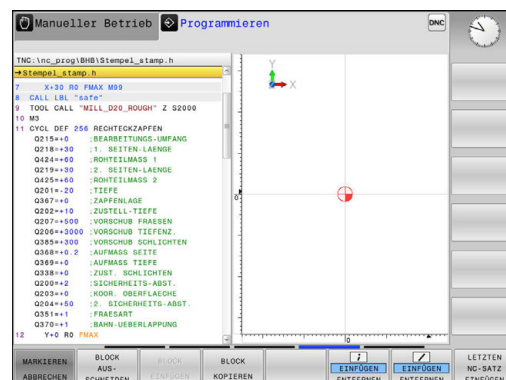 Manueller Betrieb
Programmieren
DNC
TNC:\nc_prog\BHB\Stempel_stamp.h
→Stempel_stamp.h
7 X+30 R0 FMAX M99
8 CALL LBL "safe"
9 TOOL CALL "MILL_D20_ROUGH" Z S2000
10 M3
11 CYCL DEF 256 RECHTECKZAPFEN
Q215=+0 ;BEARBEITUNGS-UMFANG
Q218=+30 ;1. SEITEN-LAENGE
Q424=+60 ;ROHTEILMASS 1
Q219=+30 ;2. SEITEN-LAENGE
Q425=+60 ;ROHTEILMASS 2
Q201=-20 ;TIEFE
Q367=+0 ;ZAPFENLAGE
Q202=+10 ;ZUSTELL-TIEFE
Q207=+500 ;VORSCHUB FRAESEN
Q206=+3000 ;VORSCHUB TIEFENZ.
Q385=+300 ;VORSCHUB SCHLICHTEN
Q368=+0.2 ;AUFMASS SEITE
Q369=+0 ;AUFMASS TIEFE
Q338=+0 ;ZUST. SCHLICHTEN
Q200=+2 ;SICHERHEITS-ABST.
Q203=+0 ;KOOR. OBERFLAECHE
Q204=+50 ;2. SICHERHEITS-ABST.
Q351=+1 ;FRAESART
Q370=+1 ;BAHN-UEBERLAPPUNG
12 Y+0 R0 FMAX
Y
X
0
0
MARKIEREN
ABBRECHEN
BLOCK
AUS-
SCHNEIDEN
BLOCK
EINFÜGEN
BLOCK
KOPIEREN
EINFÜGEN
ENTFERNEN
EINFÜGEN
ENTFERNEN
LETZTEN
NC-SATZ
EINFÜGEN